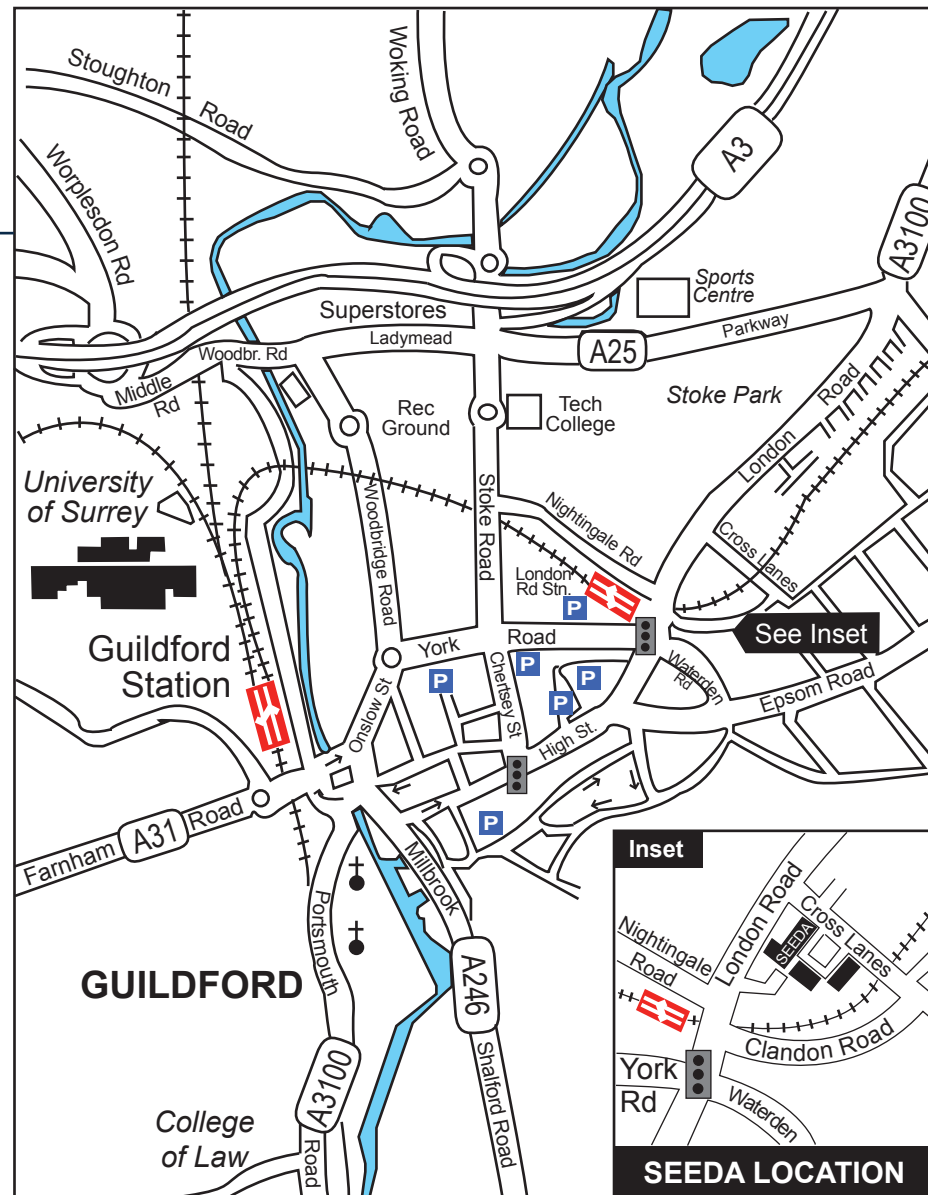 Stoughton
Road
Woking Road
A3
Worplesdon Rd
A3100
Sports
Centre
Superstores
Ladymead
Parkway
A25
Woodbr. Rd
Middle
Rd
Rec
Ground
Tech
College
Stoke Park
London
Road
University
of Surrey
Woodbridge Road
Stoke Road
Nightingale Rd
Cross Lanes
London
Rd Stn.
P
See Inset
Guildford
Station
York
Road
P
P
P
P
Chertsey St
Waterden
Rd
Epsom Road
Onslow St
High St.
P
Farnham
A31
Road
Millbrook
Portsmouth
GUILDFORD
A246
A3100
Shalford Road
College
of Law
Road
Inset
London Road
Cross Lanes
SEEDA
Nightingale
Road
Clandon Road
York
Rd
Waterden
SEEDA LOCATION